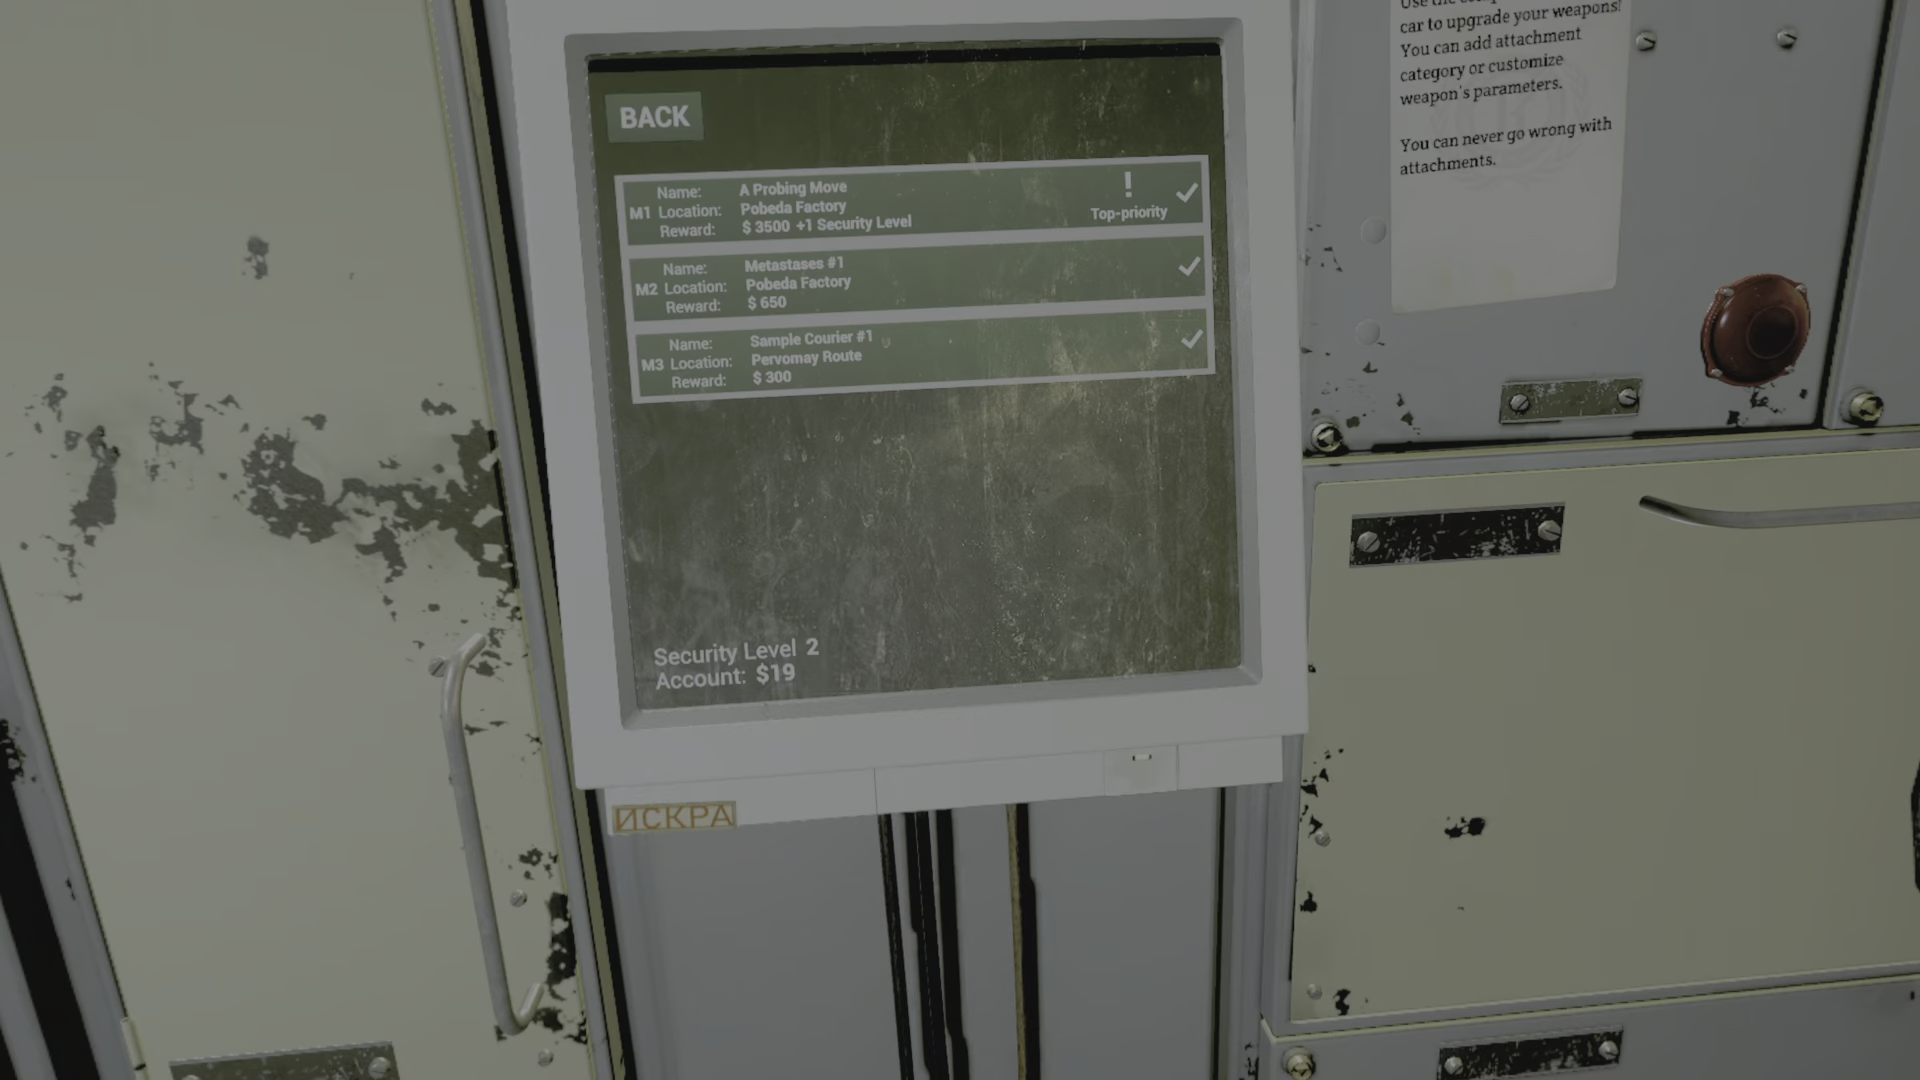 BACK
M1 Name: A Probing Move
Location: Pobeda Factory
Reward: $ 3500 +1 Security Level
!
Top-priority
M2 Name: Metastases #1
Location: Pobeda Factory
Reward: $ 650
M3 Name: Sample Courier #1
Location: Pervomay Route
Reward: $ 300
Security Level 2
Account: $19
ИСКРА
car to upgrade your weapons!
You can add attachment
category or customize
weapon's parameters.
You can never go wrong with
attachments.